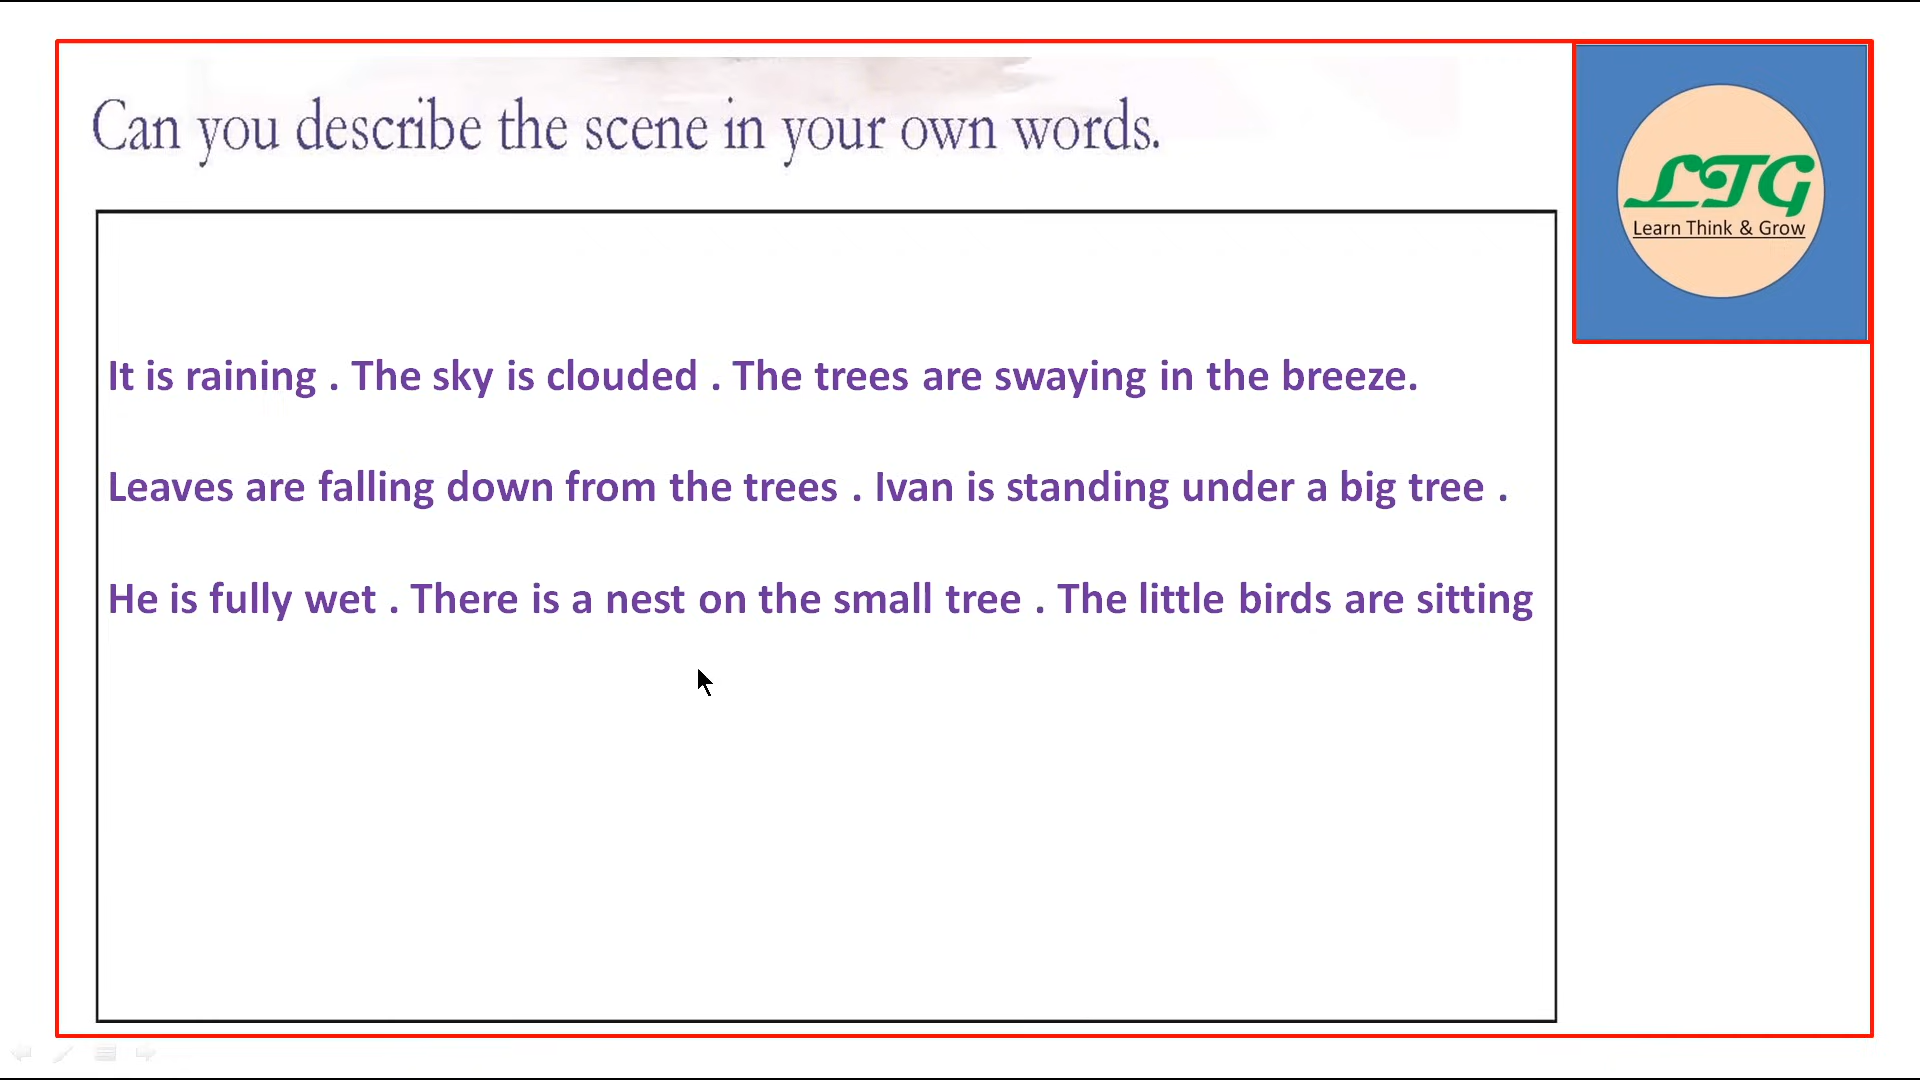 Can you describe the scene in your own words.
LTG
Learn Think & Grow
It is raining . The sky is clouded . The trees are swaying in the breeze.
Leaves are falling down from the trees . Ivan is standing under a big tree .
He is fully wet . There is a nest on the small tree . The little birds are sitting